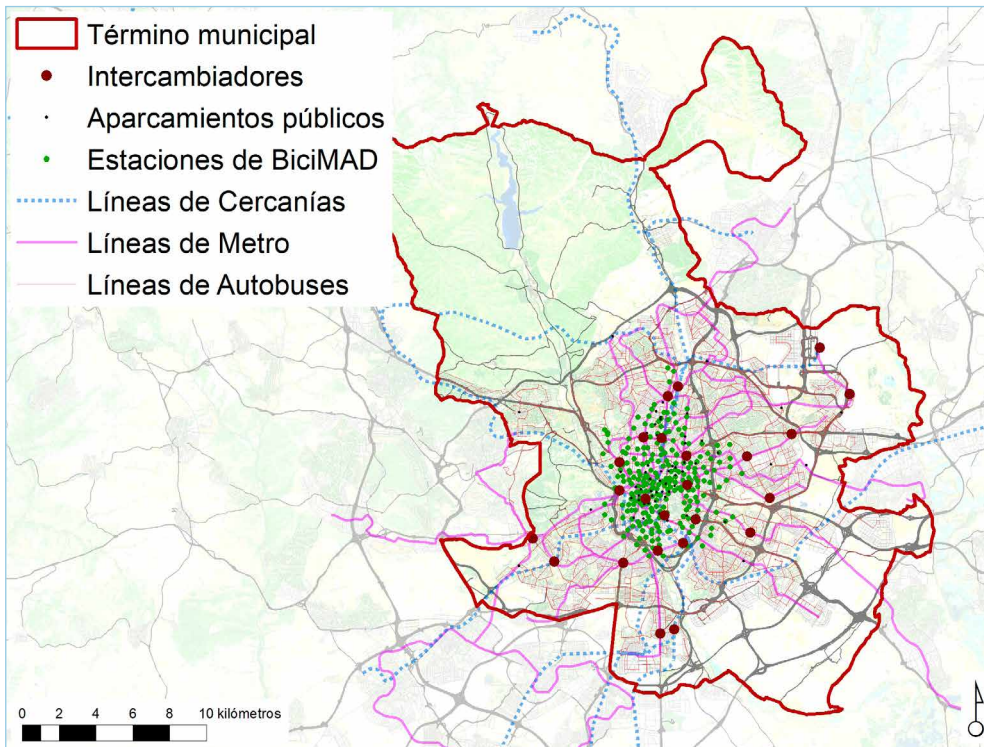 Término municipal
Intercambiadores
Aparcamientos públicos
Estaciones de BiciMAD
Líneas de Cercanías
Líneas de Metro
Líneas de Autobuses
0 2 4 6 8 10 kilómetros